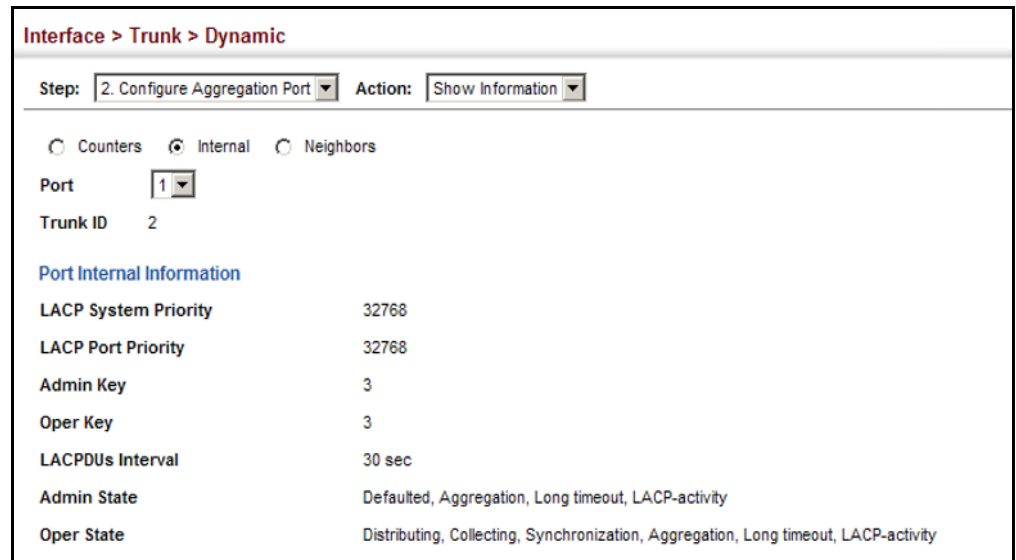 Interface > Trunk > Dynamic
Step: 2. Configure Aggregation Port Action: Show Information
Counters Internal Neighbors
Port 1
Trunk ID 2
Port Internal Information
LACP System Priority 32768
LACP Port Priority 32768
Admin Key 3
Oper Key 3
LACPDUs Interval 30 sec
Admin State Defaulted, Aggregation, Long timeout, LACP-activity
Oper State Distributing, Collecting, Synchronization, Aggregation, Long timeout, LACP-activity